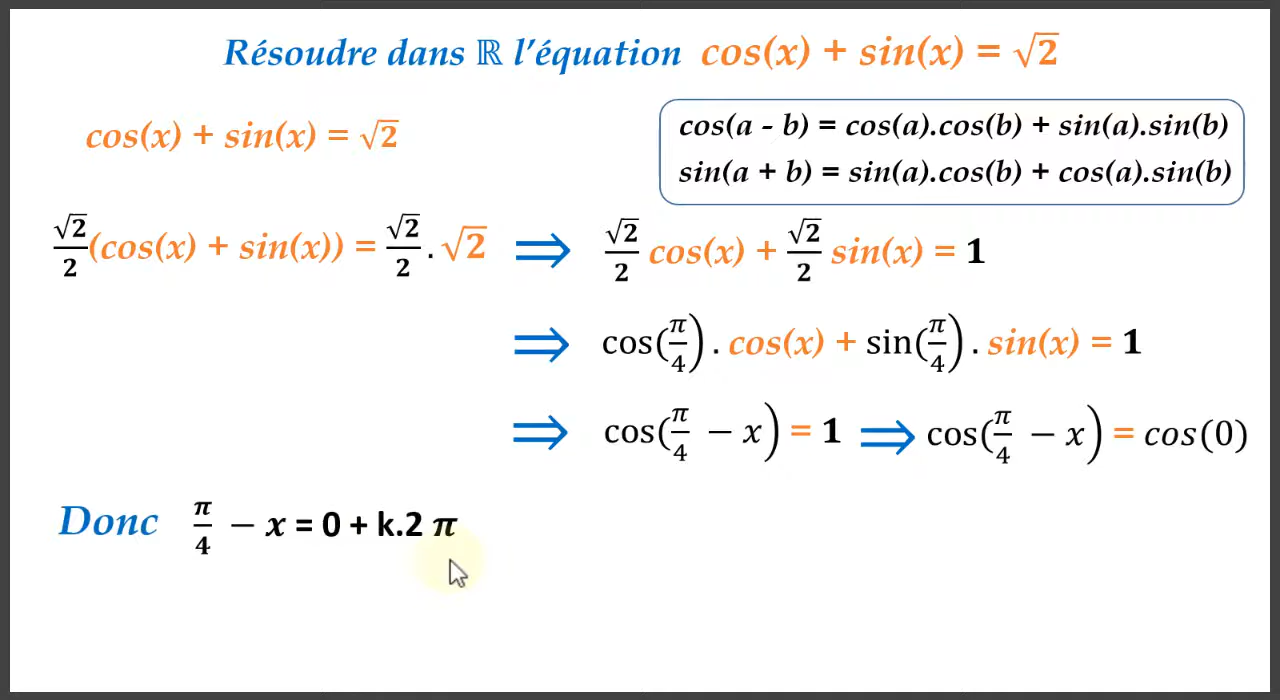 Résoudre dans ℝ l'équation cos(x) + sin(x) = √2
cos(x) + sin(x) = √2
cos(a - b) = cos(a).cos(b) + sin(a).sin(b)
sin(a + b) = sin(a).cos(b) + cos(a).sin(b)
√2/2 (cos(x) + sin(x)) = √2/2 . √2 ⟹ √2/2 cos(x) + √2/2 sin(x) = 1
⟹ cos(π/4) . cos(x) + sin(π/4) . sin(x) = 1
⟹ cos(π/4 − x) = 1 ⟹ cos(π/4 − x) = cos(0)
Donc π/4 − x = 0 + k.2 π